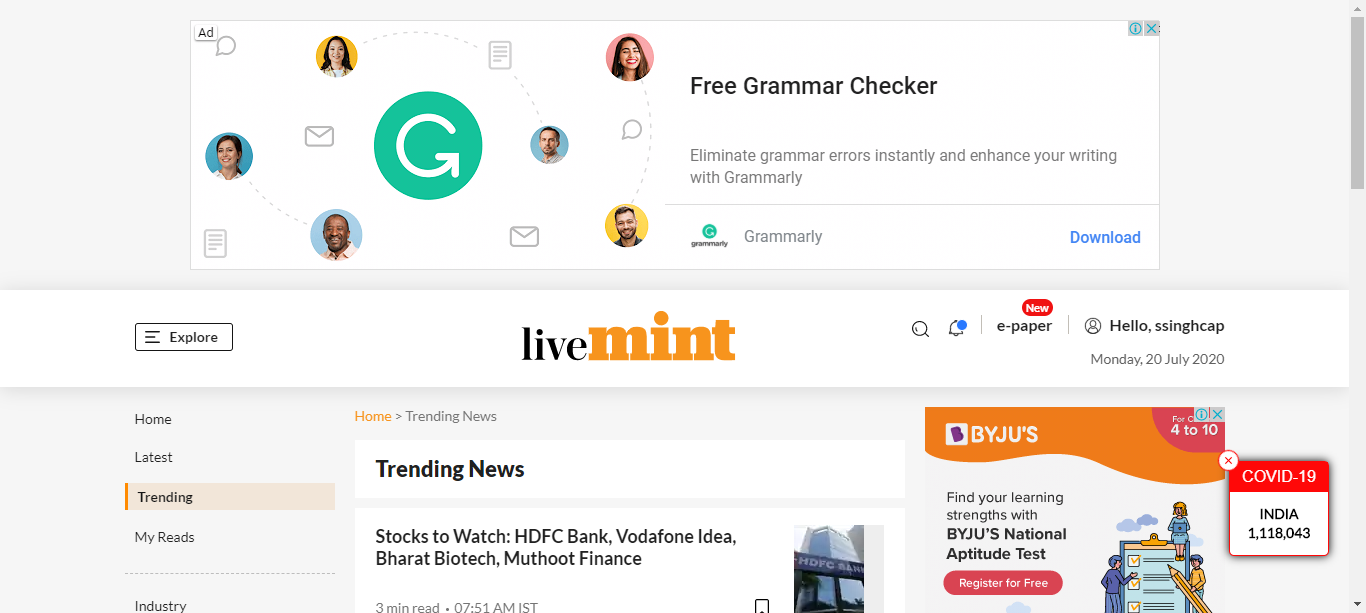 Ad
Free Grammar Checker
Eliminate grammar errors instantly and enhance your writing
with Grammarly
grammarly
Grammarly
Download
Explore
livemint
New
e-paper
Hello, ssinghcap
Monday, 20 July 2020
Home
Latest
Trending
My Reads
Industry
Home > Trending News
Trending News
Stocks to Watch: HDFC Bank, Vodafone Idea,
Bharat Biotech, Muthoot Finance
3 min read • 07:51 AM IST
HDFC BANK
BYJU'S
For
4 to 10
Find your learning
strengths with
BYJU'S National
Aptitude Test
Register for Free
COVID-19
INDIA
1,118,043